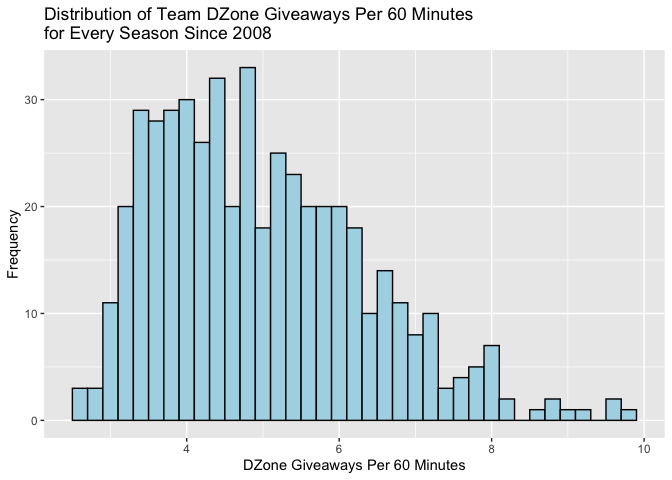 Distribution of Team DZone Giveaways Per 60 Minutes
for Every Season Since 2008
Frequency
30
20
10
0
4
6
8
10
DZone Giveaways Per 60 Minutes